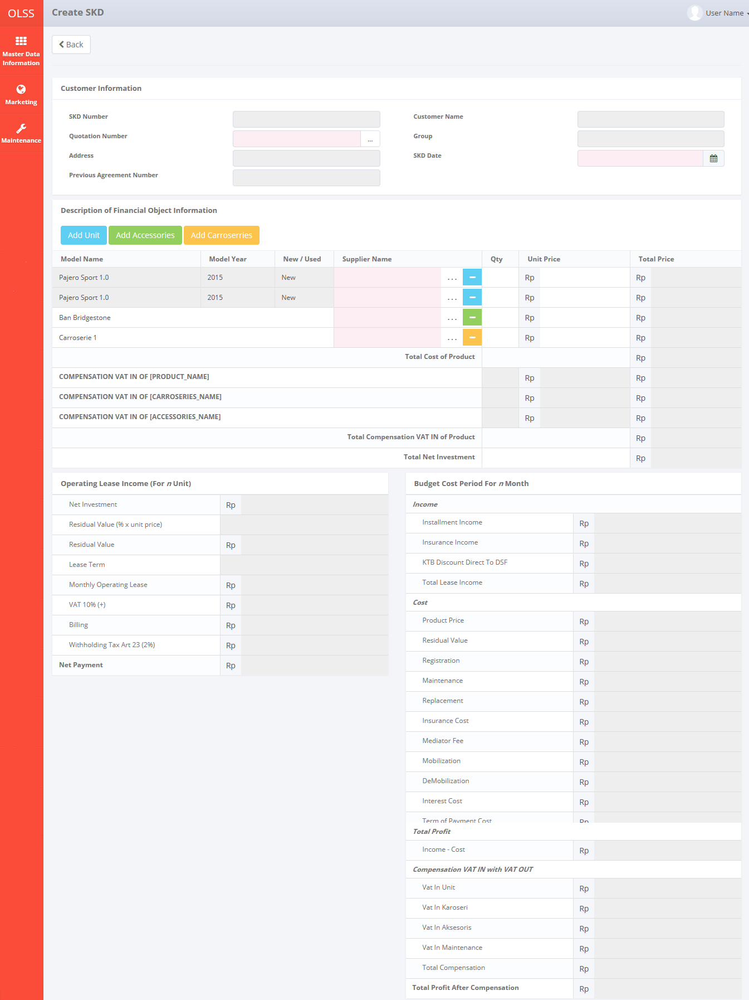 OLSS
Create SKD
User Name
Master Data
Information
Marketing
Maintenance
Back
Customer Information
SKD Number
Customer Name
Quotation Number
...
Group
Address
SKD Date
Previous Agreement Number
Description of Financial Object Information
Add Unit Add Accessories Add Carroserries
Model Name Model Year New / Used Supplier Name Qty Unit Price Total Price
Pajero Sport 1.0 2015 New ... Rp Rp
Pajero Sport 1.0 2015 New ... Rp Rp
Ban Bridgestone ... Rp Rp
Carroserie 1 ... Rp Rp
Total Cost of Product Rp
COMPENSATION VAT IN OF [PRODUCT_NAME] Rp Rp
COMPENSATION VAT IN OF [CARROSERIES_NAME] Rp Rp
COMPENSATION VAT IN OF [ACCESSORIES_NAME] Rp Rp
Total Compensation VAT IN of Product Rp
Total Net Investment Rp
Operating Lease Income (For n Unit)
Net Investment Rp
Residual Value (% x unit price)
Residual Value Rp
Lease Term
Monthly Operating Lease Rp
VAT 10% (+) Rp
Billing Rp
Withholding Tax Art 23 (2%) Rp
Net Payment Rp
Budget Cost Period For n Month
Income
Installment Income Rp
Insurance Income Rp
KTB Discount Direct To DSF Rp
Total Lease Income Rp
Cost
Product Price Rp
Residual Value Rp
Registration Rp
Maintenance Rp
Replacement Rp
Insurance Cost Rp
Mediator Fee Rp
Mobilization Rp
DeMobilization Rp
Interest Cost Rp
Term of Payment Cost Rp
Total Profit
Income - Cost Rp
Compensation VAT IN with VAT OUT
Vat In Unit Rp
Vat In Karoseri Rp
Vat In Aksesoris Rp
Vat In Maintenance Rp
Total Compensation Rp
Total Profit After Compensation Rp